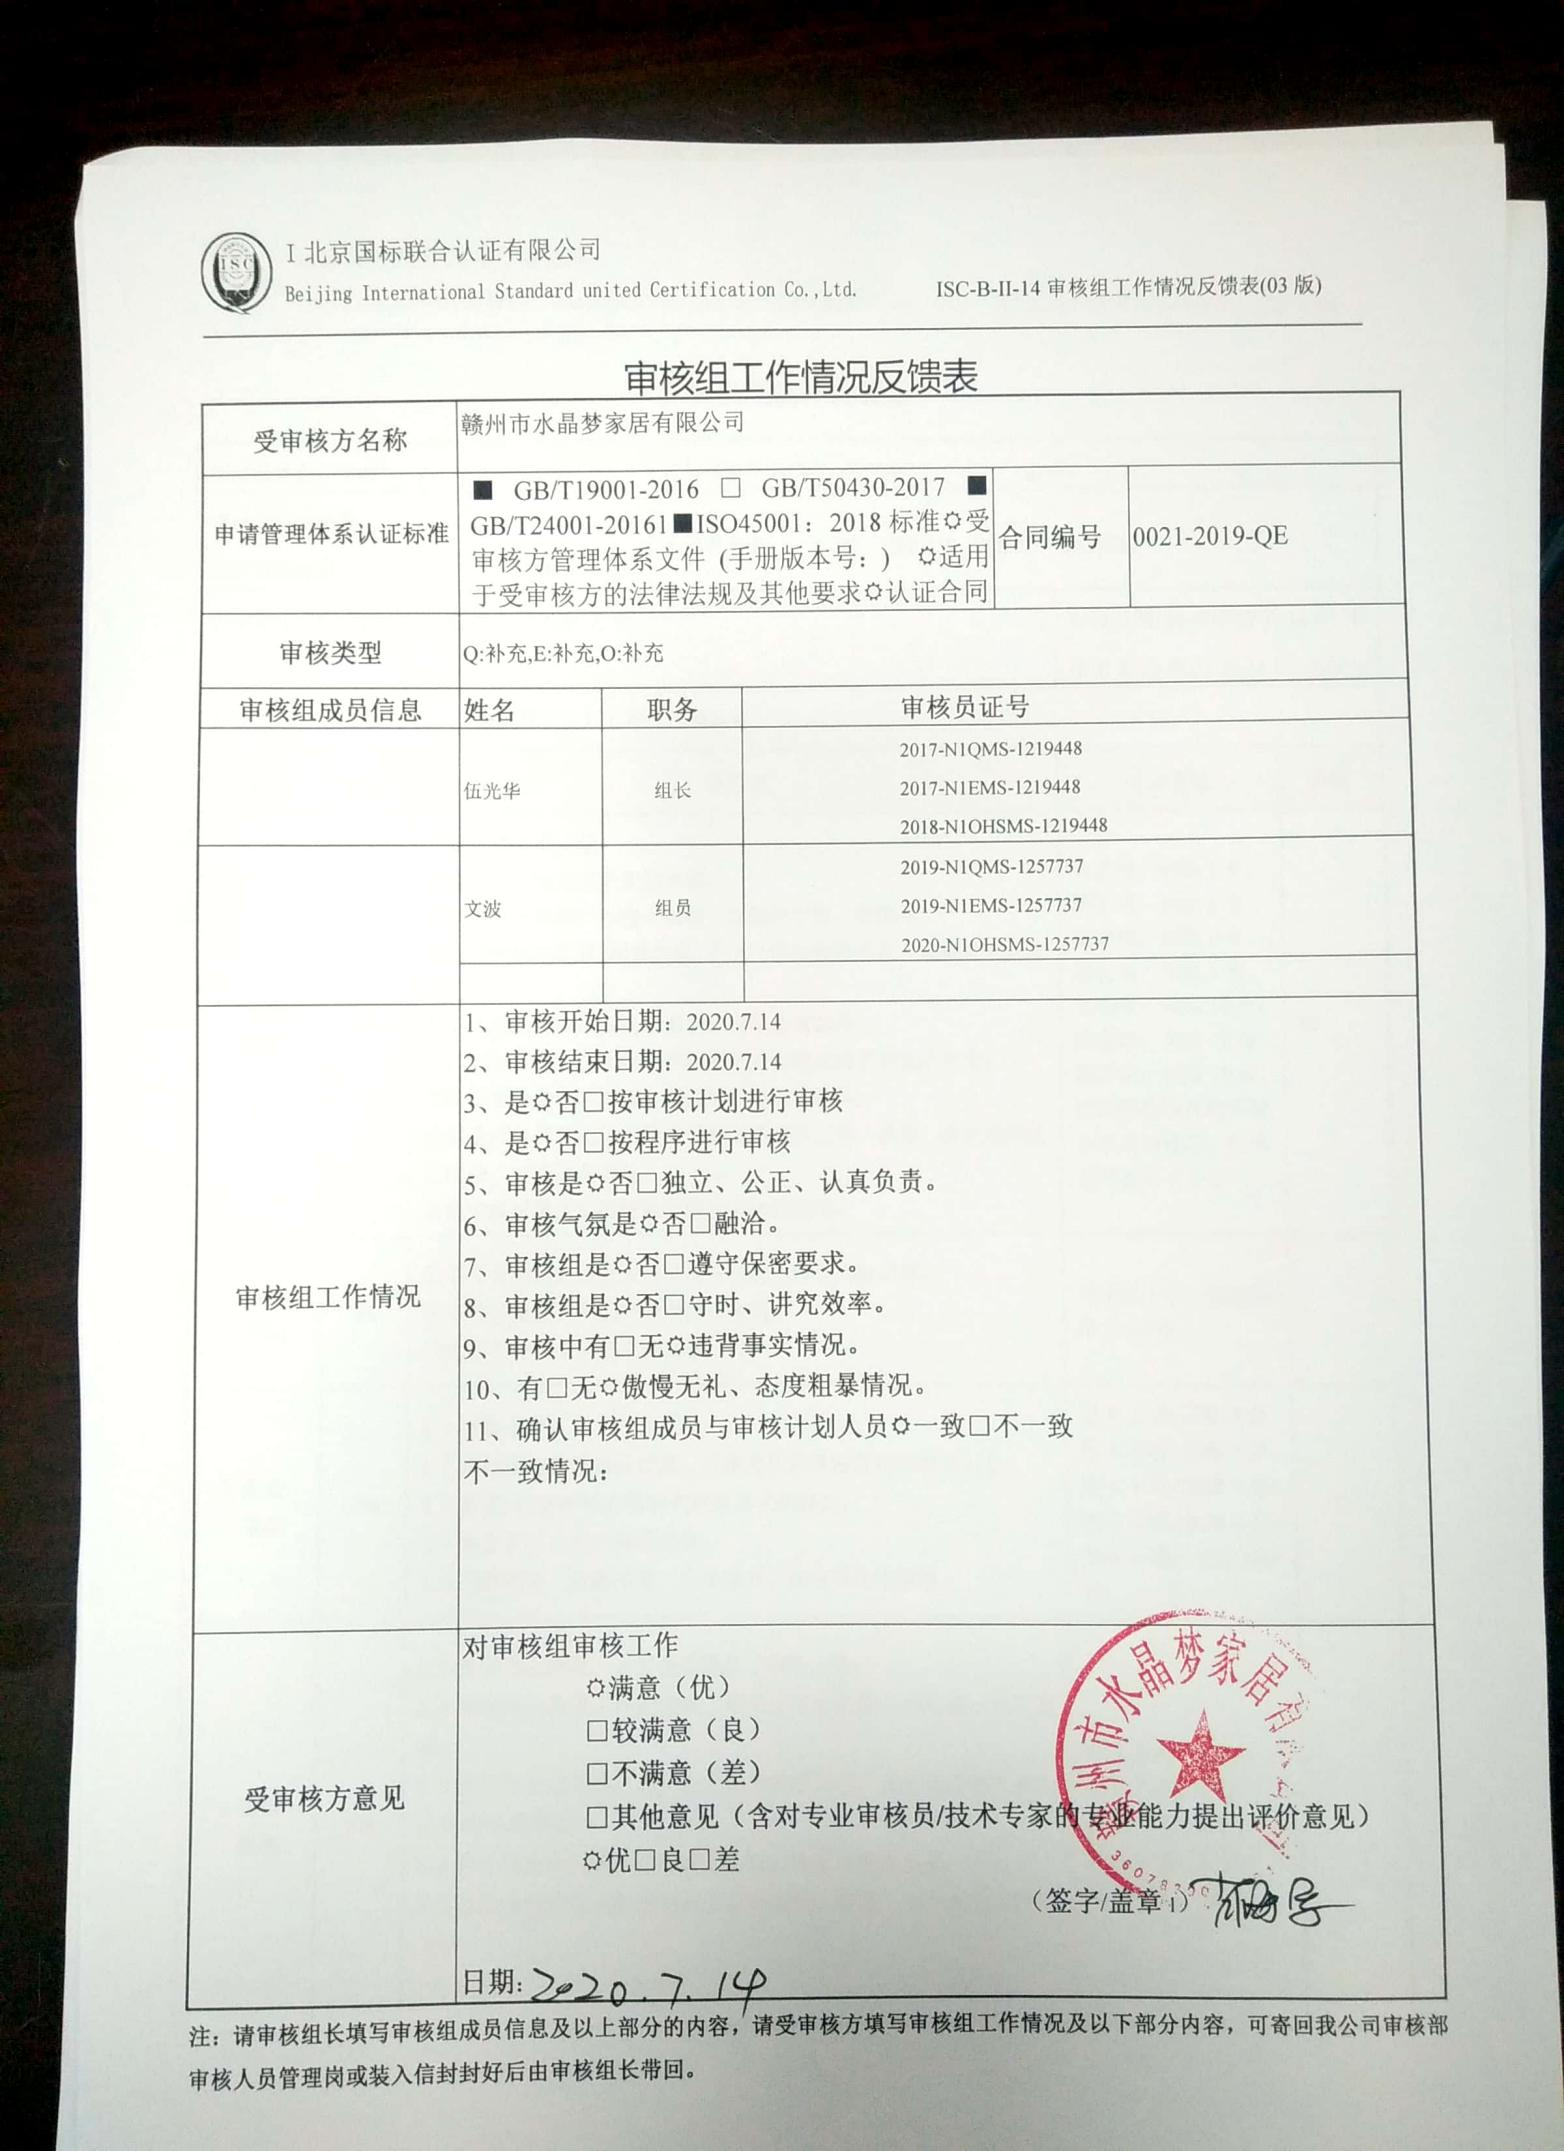 ISC
I 北京国标联合认证有限公司
Beijing International Standard united Certification Co.,Ltd.
ISC-B-II-14 审核组工作情况反馈表(03 版)
审核组工作情况反馈表
受审核方名称
赣州市水晶梦家居有限公司
申请管理体系认证标准
■ GB/T19001-2016 □ GB/T50430-2017 ■
GB/T24001-20161■ISO45001：2018 标准✡受
审核方管理体系文件 (手册版本号：) ✡适用
于受审核方的法律法规及其他要求✡认证合同
合同编号
0021-2019-QE
审核类型
Q:补充,E:补充,O:补充
审核组成员信息 姓名 职务 审核员证号
伍光华 组长
2017-N1QMS-1219448
2017-N1EMS-1219448
2018-N1OHSMS-1219448
文波 组员
2019-N1QMS-1257737
2019-N1EMS-1257737
2020-N1OHSMS-1257737
审核组工作情况
1、审核开始日期：2020.7.14
2、审核结束日期：2020.7.14
3、是✡否□按审核计划进行审核
4、是✡否□按程序进行审核
5、审核是✡否□独立、公正、认真负责。
6、审核气氛是✡否□融洽。
7、审核组是✡否□遵守保密要求。
8、审核组是✡否□守时、讲究效率。
9、审核中有□无✡违背事实情况。
10、有□无✡傲慢无礼、态度粗暴情况。
11、确认审核组成员与审核计划人员✡一致□不一致
不一致情况：
受审核方意见
对审核组审核工作
✡满意（优）
□较满意（良）
□不满意（差）
□其他意见（含对专业审核员/技术专家的专业能力提出评价意见）
✡优□良□差
（签字/盖章）
赣州市水晶梦家居有
日期: 2020.7.14
注：请审核组长填写审核组成员信息及以上部分的内容，请受审核方填写审核组工作情况及以下部分内容，可寄回我公司审核部
审核人员管理岗或装入信封封好后由审核组长带回。